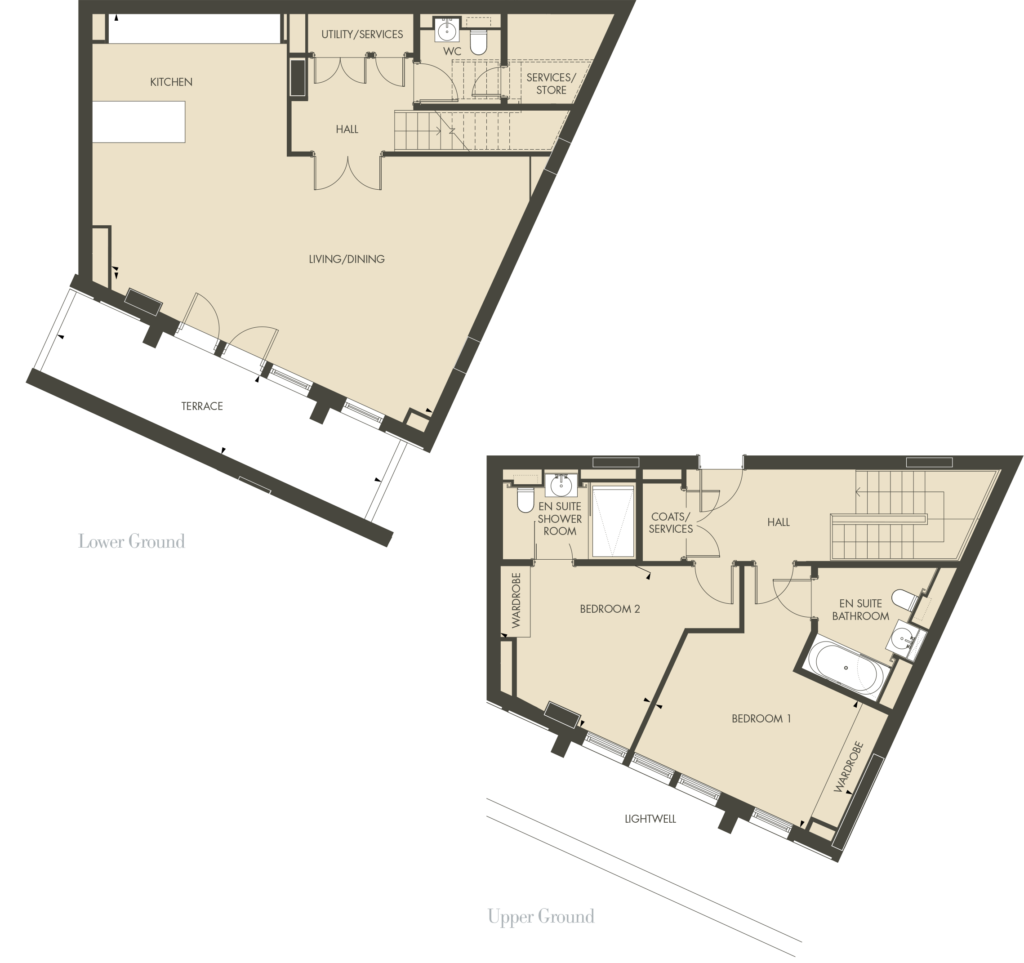 UTILITY/SERVICES
WC
KITCHEN
SERVICES/
STORE
HALL
LIVING/DINING
TERRACE
Lower Ground
EN SUITE
SHOWER
ROOM
COATS/
SERVICES
HALL
WARDROBE
BEDROOM 2
EN SUITE
BATHROOM
BEDROOM 1
WARDROBE
LIGHTWELL
Upper Ground